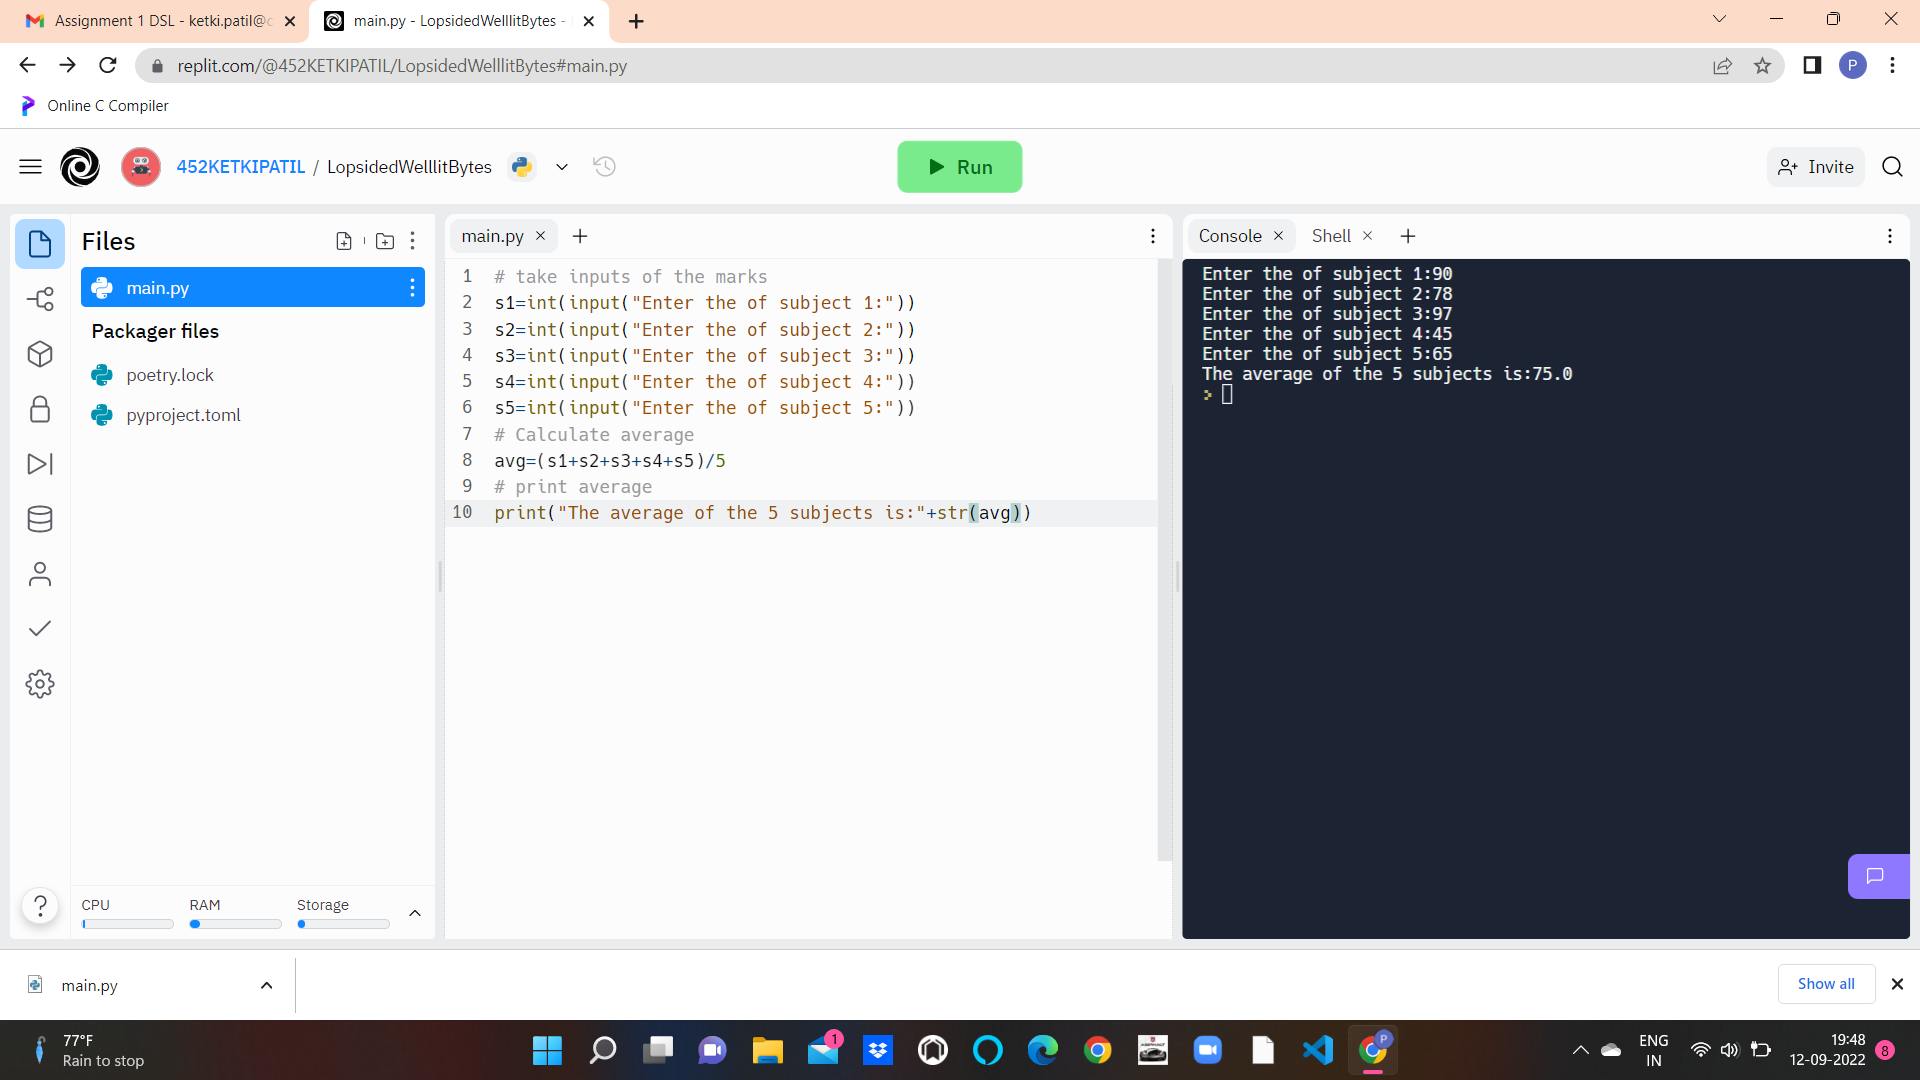 Assignment 1 DSL - ketki.patil@c
main.py - LopsidedWelllitBytes -
replit.com/@452KETKIPATIL/LopsidedWelllitBytes#main.py
P
Online C Compiler
452KETKIPATIL / LopsidedWelllitBytes
Run
Invite
Files
main.py
Packager files
poetry.lock
pyproject.toml
CPU
RAM
Storage
?
main.py
1 # take inputs of the marks
2 s1=int(input("Enter the of subject 1:"))
3 s2=int(input("Enter the of subject 2:"))
4 s3=int(input("Enter the of subject 3:"))
5 s4=int(input("Enter the of subject 4:"))
6 s5=int(input("Enter the of subject 5:"))
7 # Calculate average
8 avg=(s1+s2+s3+s4+s5)/5
9 # print average
10 print("The average of the 5 subjects is:"+str(avg))
Console
Shell
Enter the of subject 1:90
Enter the of subject 2:78
Enter the of subject 3:97
Enter the of subject 4:45
Enter the of subject 5:65
The average of the 5 subjects is:75.0
>
main.py
Show all
77°F
Rain to stop
1
P
ENG
IN
19:48
12-09-2022
8